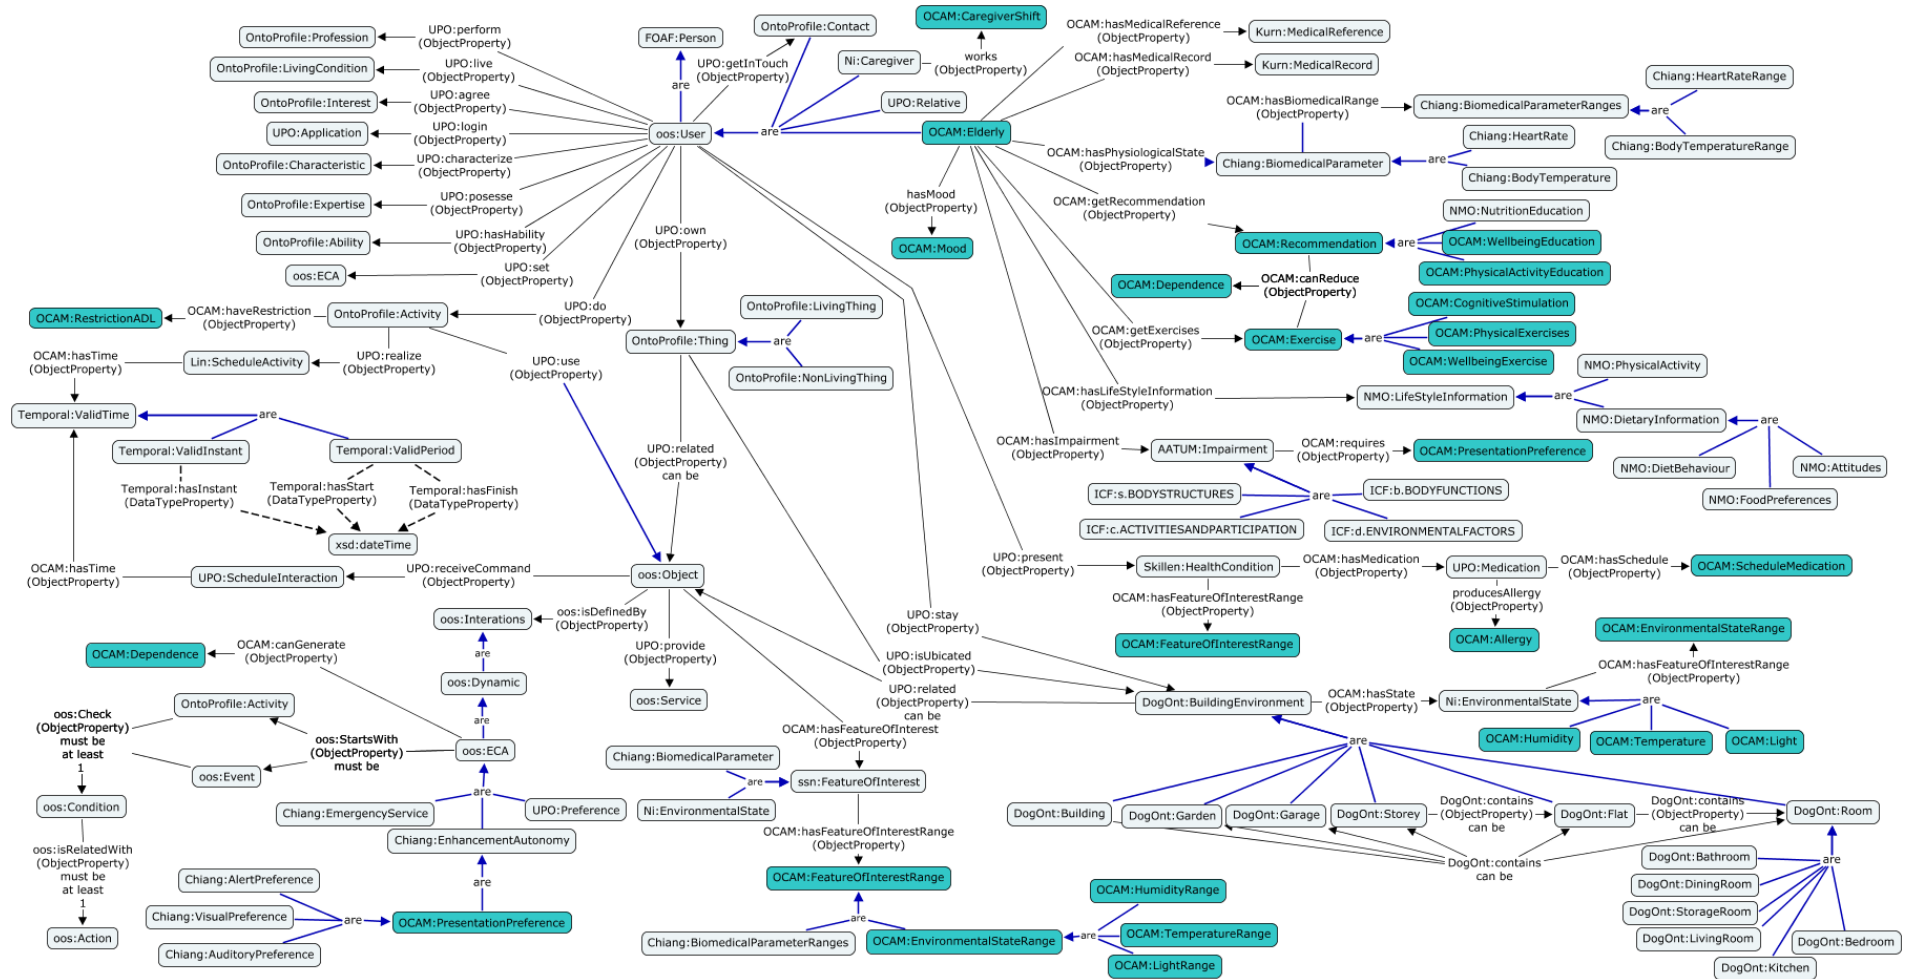 OntoProfile:Profession
UPO:perform
(ObjectProperty)
FOAF:Person
OntoProfile:Contact
OCAM:CaregiverShift
OCAM:hasMedicalReference
(ObjectProperty)
Kurn:MedicalReference
OntoProfile:LivingCondition
UPO:live
(ObjectProperty)
UPO:getInTouch
(ObjectProperty)
are
Ni:Caregiver
works
(ObjectProperty)
OCAM:hasMedicalRecord
(ObjectProperty)
Kurn:MedicalRecord
Chiang:HeartRateRange
OntoProfile:Interest
UPO:agree
(ObjectProperty)
UPO:Relative
OCAM:hasBiomedicalRange
(ObjectProperty)
Chiang:BiomedicalParameterRanges
are
UPO:Application
UPO:login
(ObjectProperty)
oos:User
are
OCAM:Elderly
Chiang:HeartRate
Chiang:BodyTemperatureRange
OntoProfile:Characteristic
UPO:characterize
(ObjectProperty)
OCAM:hasPhysiologicalState
(ObjectProperty)
Chiang:BiomedicalParameter
are
Chiang:BodyTemperature
OntoProfile:Expertise
UPO:posesse
(ObjectProperty)
hasMood
(ObjectProperty)
OCAM:getRecommendation
(ObjectProperty)
NMO:NutritionEducation
OntoProfile:Ability
UPO:hasHability
(ObjectProperty)
UPO:own
(ObjectProperty)
OCAM:Mood
OCAM:Recommendation
are
OCAM:WellbeingEducation
OCAM:PhysicalActivityEducation
oos:ECA
UPO:set
(ObjectProperty)
OCAM:Dependence
OCAM:canReduce
(ObjectProperty)
OCAM:RestrictionADL
OCAM:haveRestriction
(ObjectProperty)
OntoProfile:Activity
UPO:do
(ObjectProperty)
OntoProfile:LivingThing
OCAM:CognitiveStimulation
OCAM:getExercises
(ObjectProperty)
OCAM:Exercise
are
OCAM:PhysicalExercises
OCAM:WellbeingExercise
OntoProfile:Thing
are
OntoProfile:NonLivingThing
OCAM:hasTime
(ObjectProperty)
Lin:ScheduleActivity
UPO:realize
(ObjectProperty)
UPO:use
(ObjectProperty)
NMO:PhysicalActivity
OCAM:hasLifeStyleInformation
(ObjectProperty)
NMO:LifeStyleInformation
are
NMO:DietaryInformation
are
Temporal:ValidTime
are
Temporal:ValidInstant
Temporal:ValidPeriod
UPO:related
(ObjectProperty)
can be
OCAM:hasImpairment
(ObjectProperty)
AATUM:Impairment
OCAM:requires
(ObjectProperty)
OCAM:PresentationPreference
NMO:DietBehaviour
NMO:Attitudes
NMO:FoodPreferences
Temporal:hasInstant
(DataTypeProperty)
Temporal:hasStart
(DataTypeProperty)
Temporal:hasFinish
(DataTypeProperty)
ICF:s.BODYSTRUCTURES
are
ICF:b.BODYFUNCTIONS
ICF:c.ACTIVITIESANDPARTICIPATION
ICF:d.ENVIRONMENTALFACTORS
xsd:dateTime
OCAM:hasTime
(ObjectProperty)
UPO:ScheduleInteraction
UPO:receiveCommand
(ObjectProperty)
oos:Object
UPO:present
(ObjectProperty)
Skillen:HealthCondition
OCAM:hasMedication
(ObjectProperty)
UPO:Medication
OCAM:hasSchedule
(ObjectProperty)
OCAM:ScheduleMedication
OCAM:hasFeatureOfInterestRange
(ObjectProperty)
producesAllergy
(ObjectProperty)
oos:Interations
oos:isDefinedBy
(ObjectProperty)
UPO:stay
(ObjectProperty)
OCAM:FeatureOfInterestRange
OCAM:Allergy
OCAM:EnvironmentalStateRange
OCAM:Dependence
OCAM:canGenerate
(ObjectProperty)
are
UPO:provide
(ObjectProperty)
UPO:isUbicated
(ObjectProperty)
OCAM:hasFeatureOfInterestRange
(ObjectProperty)
oos:Dynamic
oos:Service
UPO:related
(ObjectProperty)
can be
DogOnt:BuildingEnvironment
OCAM:hasState
(ObjectProperty)
Ni:EnvironmentalState
are
OntoProfile:Activity
oos:Check
(ObjectProperty)
must be
at least
1
oos:StartsWith
(ObjectProperty)
must be
are
oos:ECA
OCAM:hasFeatureOfInterest
(ObjectProperty)
are
OCAM:Humidity
OCAM:Temperature
OCAM:Light
oos:Event
Chiang:BiomedicalParameter
are
ssn:FeatureOfInterest
Ni:EnvironmentalState
oos:Condition
are
Chiang:EmergencyService
UPO:Preference
DogOnt:Building
DogOnt:Garden
DogOnt:Garage
DogOnt:Storey
DogOnt:contains
(ObjectProperty)
can be
DogOnt:Flat
DogOnt:contains
(ObjectProperty)
can be
DogOnt:Room
Chiang:EnhancementAutonomy
OCAM:hasFeatureOfInterestRange
(ObjectProperty)
oos:isRelatedWith
(ObjectProperty)
must be
at least
1
DogOnt:contains
can be
are
DogOnt:Bathroom
Chiang:AlertPreference
are
OCAM:FeatureOfInterestRange
OCAM:HumidityRange
DogOnt:DiningRoom
Chiang:VisualPreference
are
OCAM:PresentationPreference
are
DogOnt:StorageRoom
oos:Action
Chiang:AuditoryPreference
Chiang:BiomedicalParameterRanges
OCAM:EnvironmentalStateRange
are
OCAM:TemperatureRange
OCAM:LightRange
DogOnt:LivingRoom
DogOnt:Bedroom
DogOnt:Kitchen